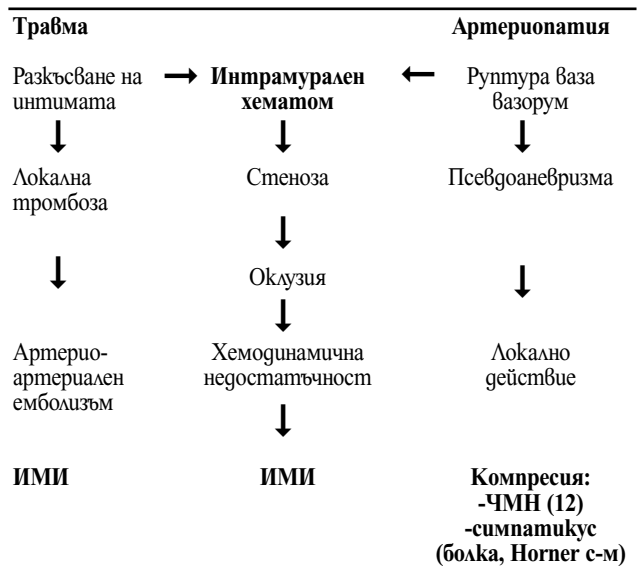 Травма
Артериопатия
Разкъсване на
интимата
Интрамурален
хематом
Руптура ваза
вазорум
Локална
тромбоза
Стеноза
Псевдоаневризма
Оклузия
Артерио-
артериален
емболизъм
Хемодинамична
недостатъчност
Локално
действие
ИМИ
ИМИ
Компресия:
-ЧМН (12)
-симпатикус
(болка, Horner с-м)